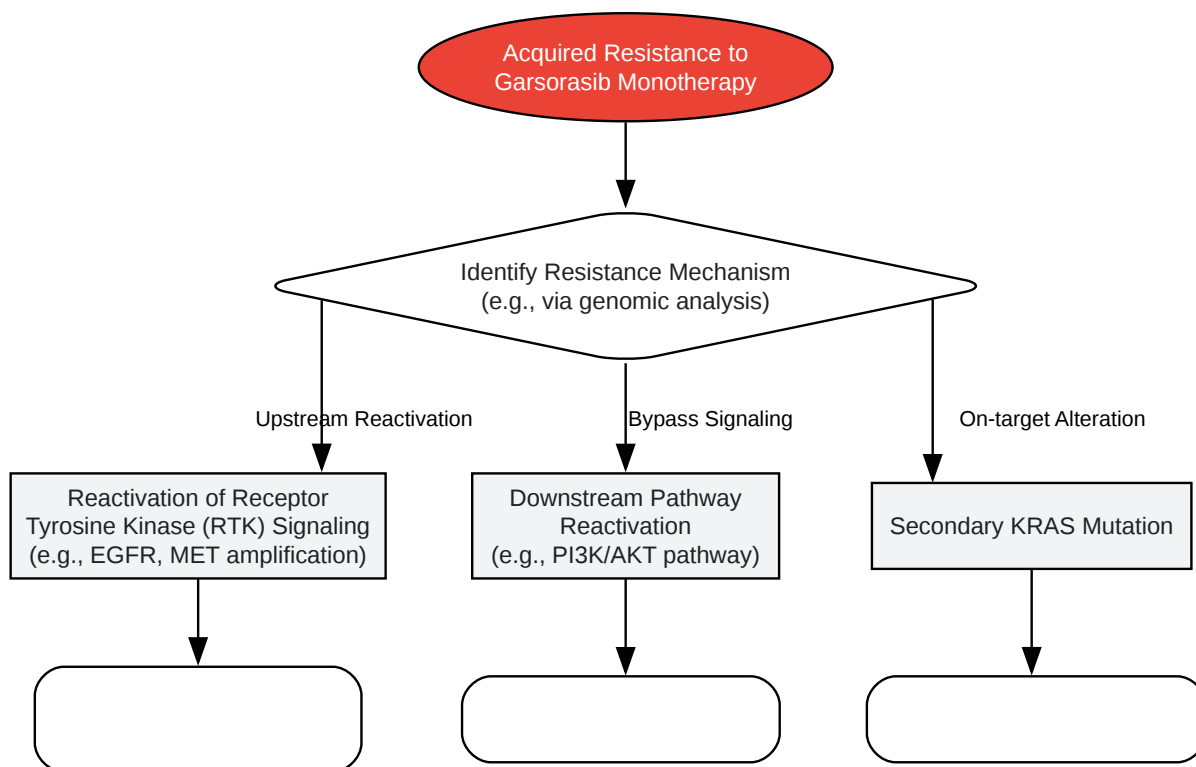 Acquired Resistance to
Garsorasib Monotherapy
Identify Resistance Mechanism
(e.g., via genomic analysis)
Upstream Reactivation
Bypass Signaling
On-target Alteration
Reactivation of Receptor
Tyrosine Kinase (RTK) Signaling
(e.g., EGFR, MET amplification)
Downstream Pathway
Reactivation
(e.g., PI3K/AKT pathway)
Secondary KRAS Mutation